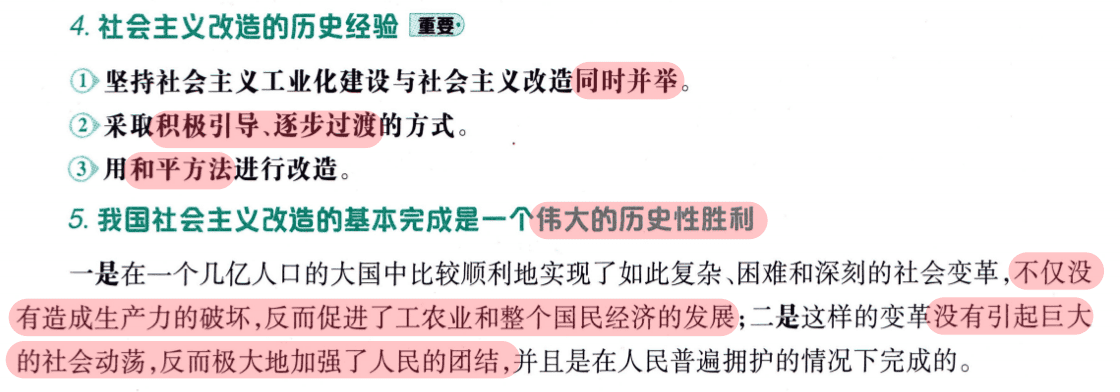 4. 社会主义改造的历史经验 重要
① 坚持社会主义工业化建设与社会主义改造同时并举。
② 采取积极引导、逐步过渡的方式。
③ 用和平方法进行改造。
5. 我国社会主义改造的基本完成是一个伟大的历史性胜利
一是在一个几亿人口的大国中比较顺利地实现了如此复杂、困难和深刻的社会变革,不仅没
有造成生产力的破坏,反而促进了工农业和整个国民经济的发展;二是这样的变革没有引起巨大
的社会动荡,反而极大地加强了人民的团结,并且是在人民普遍拥护的情况下完成的。